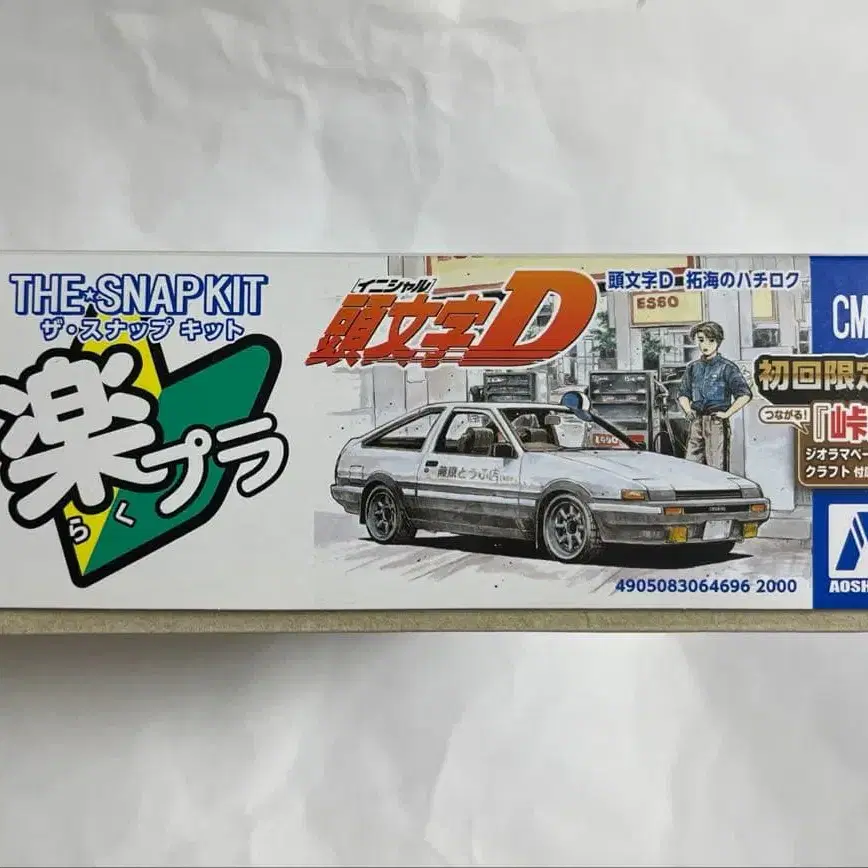 THE★SNAPKIT
ザ・スナップ キット
楽プラ
らく
[イニシャル]
頭文字D
頭文字D 拓海のハチロク
ESSO
ESSO
藤原とうふ店
CM
初回限定
つながる!
『峠
ジオラマペー
クラフト 付
4905083064696 2000
AOSH